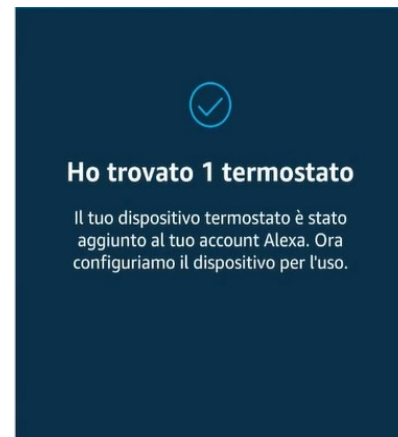 Ho trovato 1 termostato
Il tuo dispositivo termostato è stato
aggiunto al tuo account Alexa. Ora
configuriamo il dispositivo per l'uso.